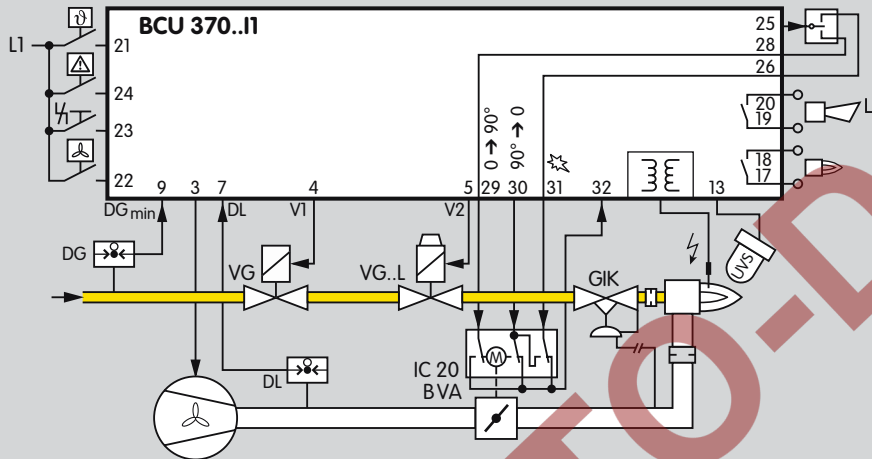 BCU 370..I1
L1
ϑ
21
24
23
22
25
28
26
20
19
L
18
17
0 → 90°
90° → 0
9
3
7
4
5
29
30
31
32
13
DGmin
DL
V1
V2
DG
VG
VG..L
GIK
UVS
M
IC 20
BVA
DL
TO-D